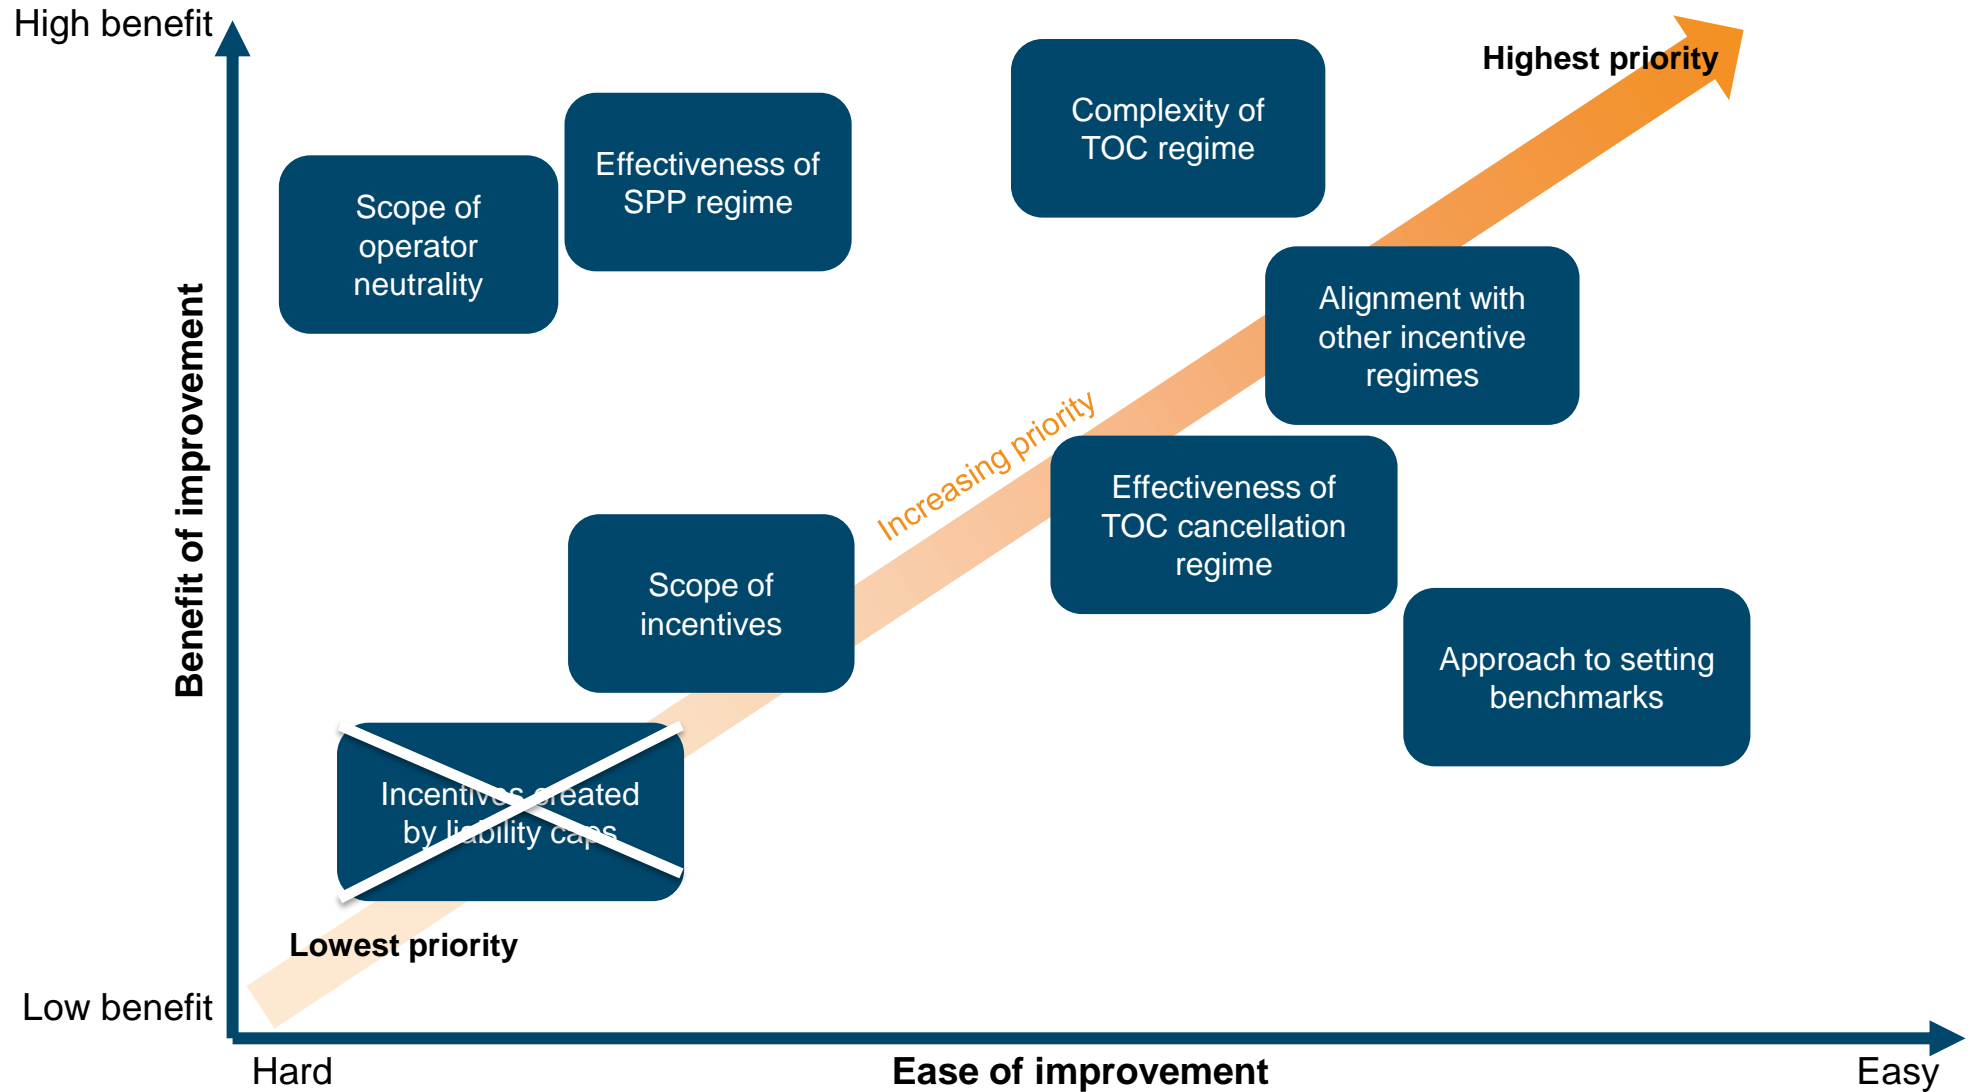 High benefit
Highest priority
Complexity of
TOC regime
Effectiveness of
SPP regime
Scope of
operator
neutrality
Alignment with
other incentive
regimes
Benefit of improvement
Increasing priority
Effectiveness of
TOC cancellation
regime
Scope of
incentives
Approach to setting
benchmarks
Incentives created
by liability caps
Lowest priority
Low benefit
Hard
Ease of improvement
Easy